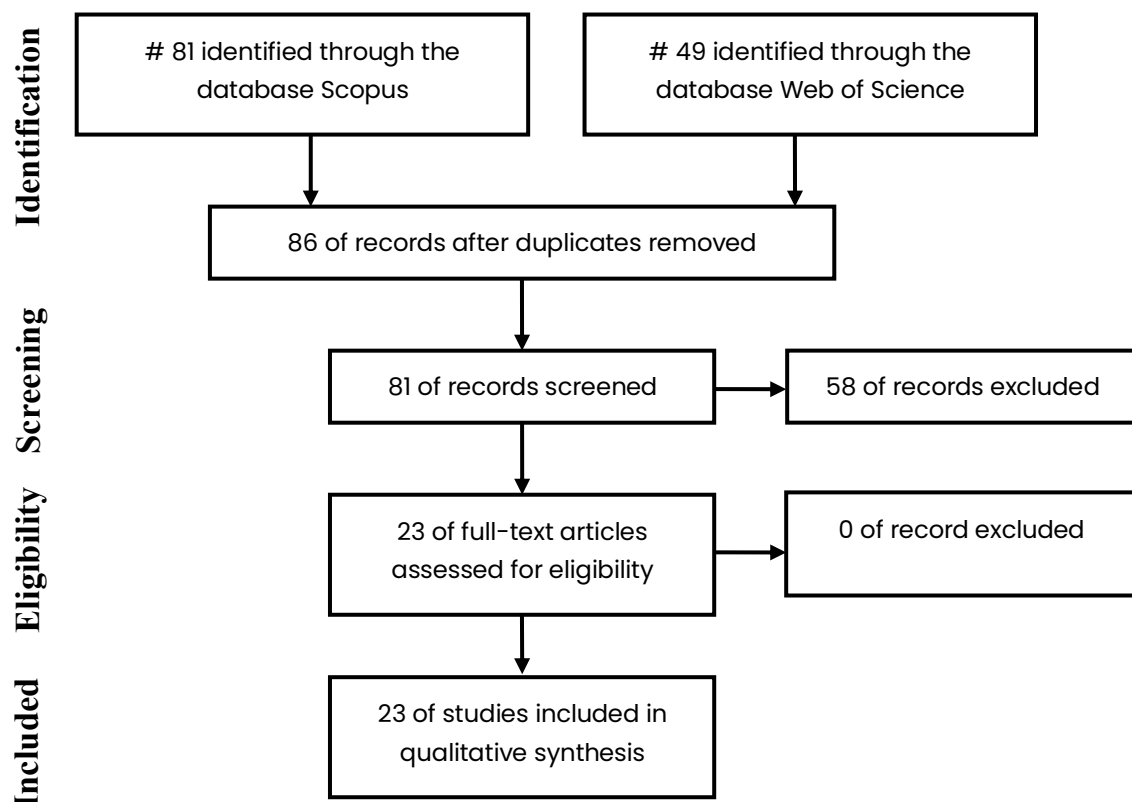 Identification
# 81 identified through the
database Scopus
# 49 identified through the
database Web of Science
86 of records after duplicates removed
Screening
81 of records screened
58 of records excluded
Eligibility
23 of full-text articles
assessed for eligibility
0 of record excluded
Included
23 of studies included in
qualitative synthesis